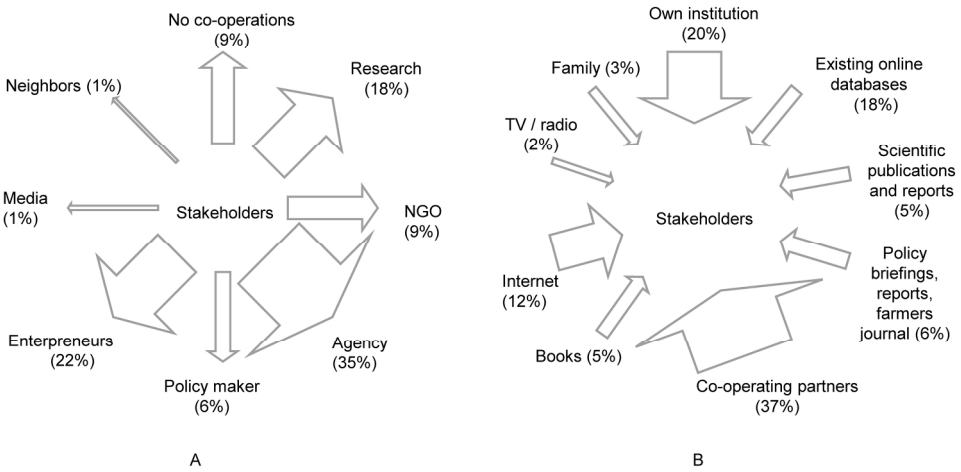 No co-operations
(9%)
Research
(18%)
Neighbors (1%)
Media
(1%)
Stakeholders
NGO
(9%)
Enterpreneurs
(22%)
Agency
(35%)
Policy maker
(6%)
A
Own institution
(20%)
Family (3%)
Existing online
databases
(18%)
TV / radio
(2%)
Scientific
publications
and reports
(5%)
Stakeholders
Internet
(12%)
Policy
briefings,
reports,
farmers
journal (6%)
Books (5%)
Co-operating partners
(37%)
B